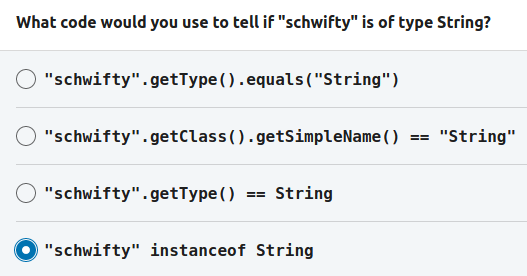 What code would you use to tell if "schwifty" is of type String?
"schwifty".getType().equals("String")
"schwifty".getClass().getSimpleName() == "String"
"schwifty".getType() == String
"schwifty" instanceof String